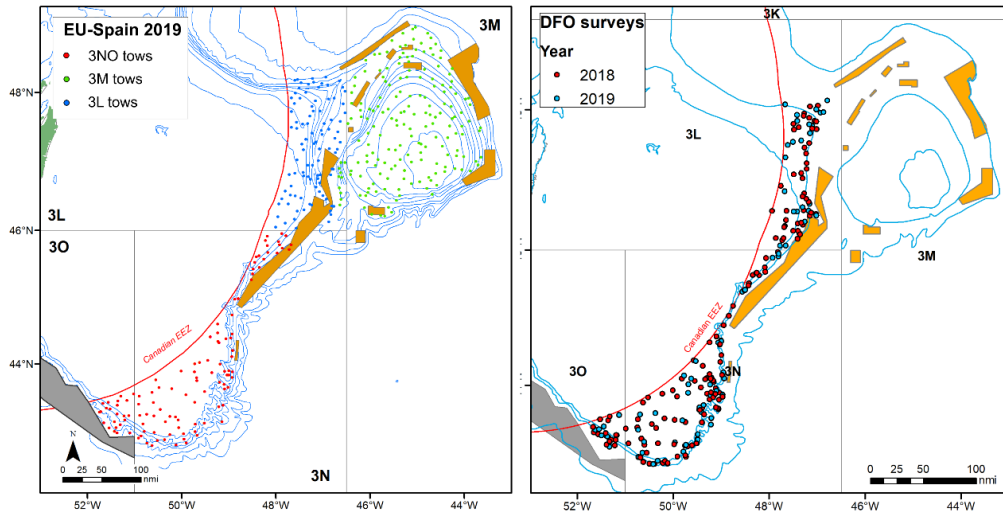 EU-Spain 2019
3NO tows
3M tows
3L tows
3M
48°N
3L
46°N
3O
44°N
Canadian EEZ
N
0 50 100
nmi
3N
52°W 50°W 48°W 46°W 44°W
DFO surveys
Year
2018
2019
3K
3L
3M
3O
Canadian EEZ
3N
0 25 50 100
nmi
52°W 50°W 48°W 46°W 44°W